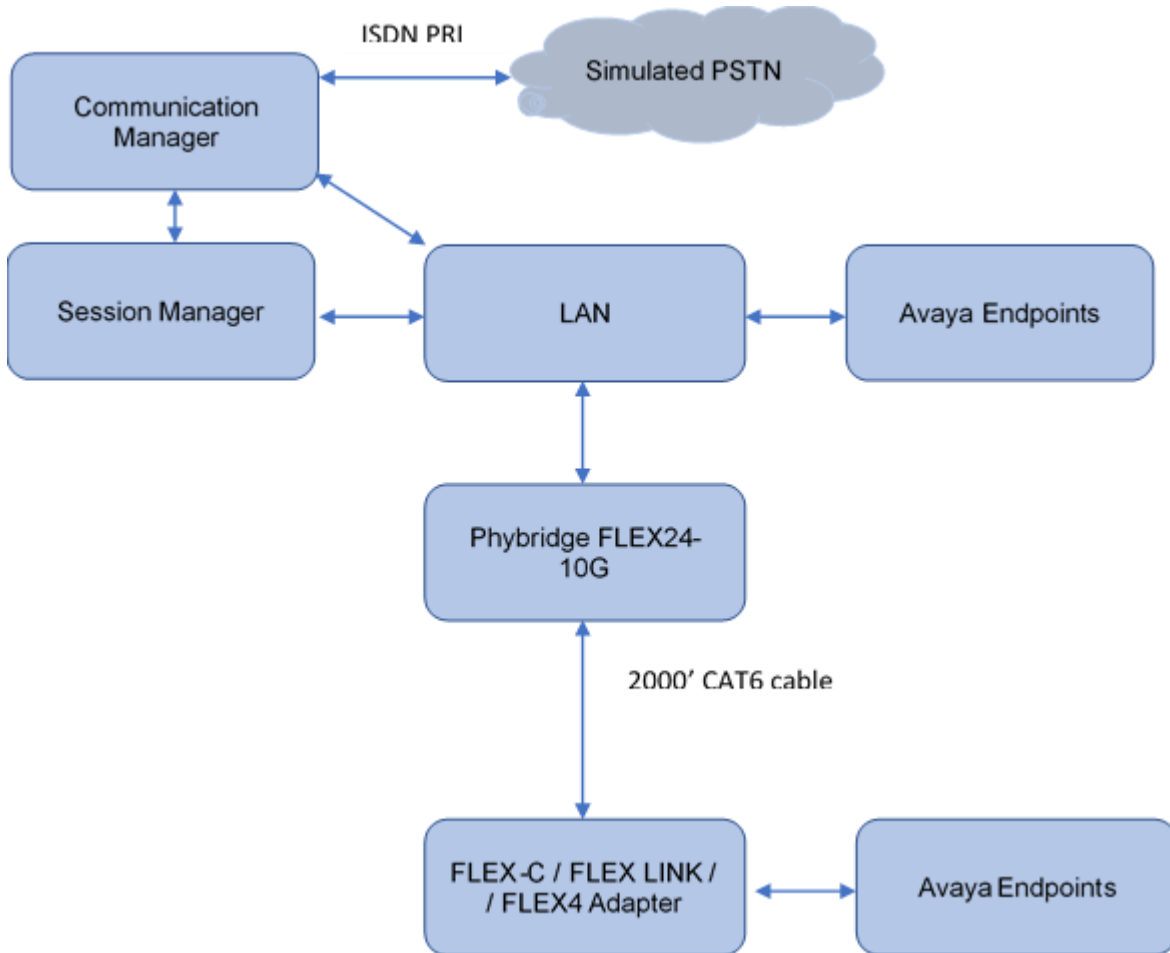 ISDN PRI
Simulated PSTN
Communication
Manager
Session Manager
LAN
Avaya Endpoints
Phybridge FLEX24-
10G
2000’ CAT6 cable
FLEX-C / FLEX LINK /
/ FLEX4 Adapter
Avaya Endpoints